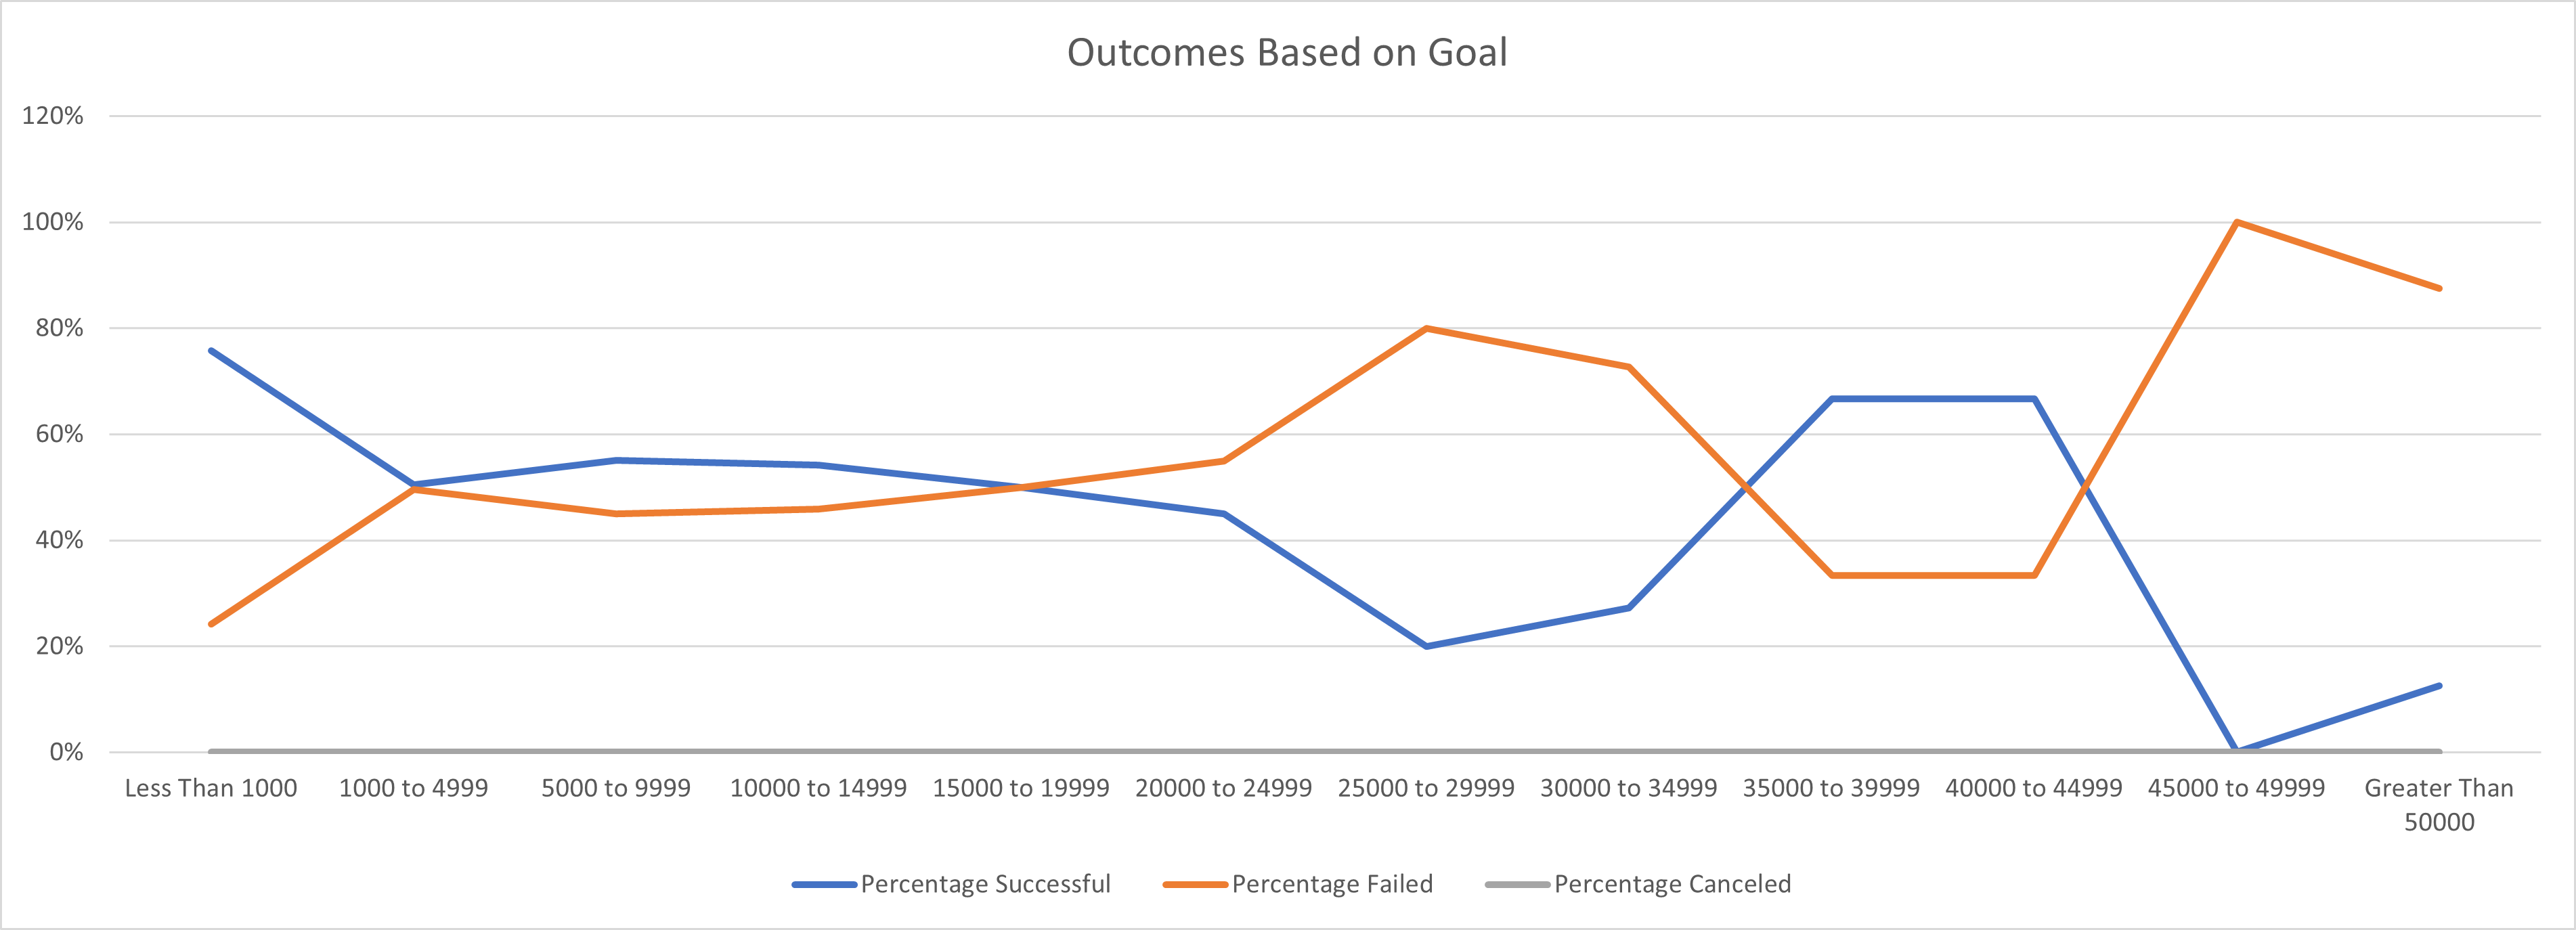 Outcomes Based on Goal
120%
100%
80%
60%
40%
20%
0%
Less Than 1000
1000 to 4999
5000 to 9999
10000 to 14999
15000 to 19999
20000 to 24999
25000 to 29999
30000 to 34999
35000 to 39999
40000 to 44999
45000 to 49999
Greater Than
50000
Percentage Successful
Percentage Failed
Percentage Canceled